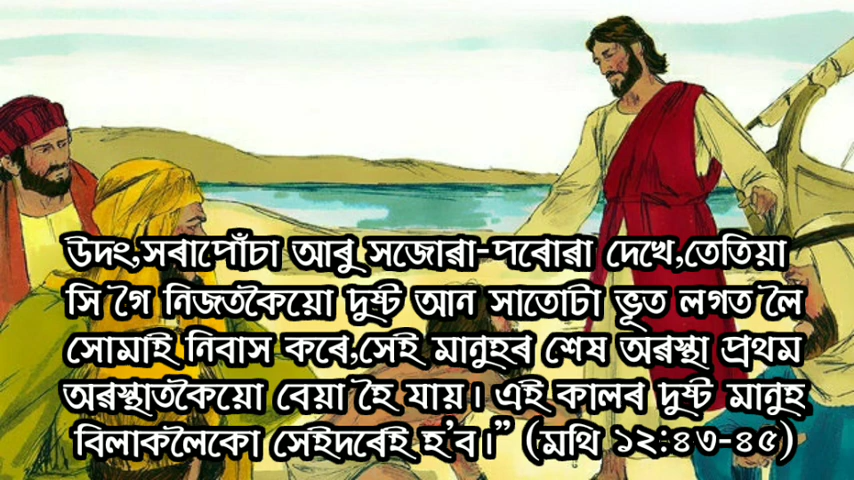 উদং,সৰাপোঁচা আৰু সজোৱা-পৰোৱা দেখে,তেতিয়া
সি গৈ নিজতকৈয়ো দুষ্ট আন সাতোটা ভূত লগত লৈ
সোমাই নিবাস কৰে,সেই মানুহৰ শেষ অৱস্থা প্ৰথম
অৱস্থাতকৈয়ো বেয়া হৈ যায়। এই কালৰ দুষ্ট মানুহ
বিলাকলৈকো সেইদৰেই হ’ব।” (মথি ১২:৪৩-৪৫)